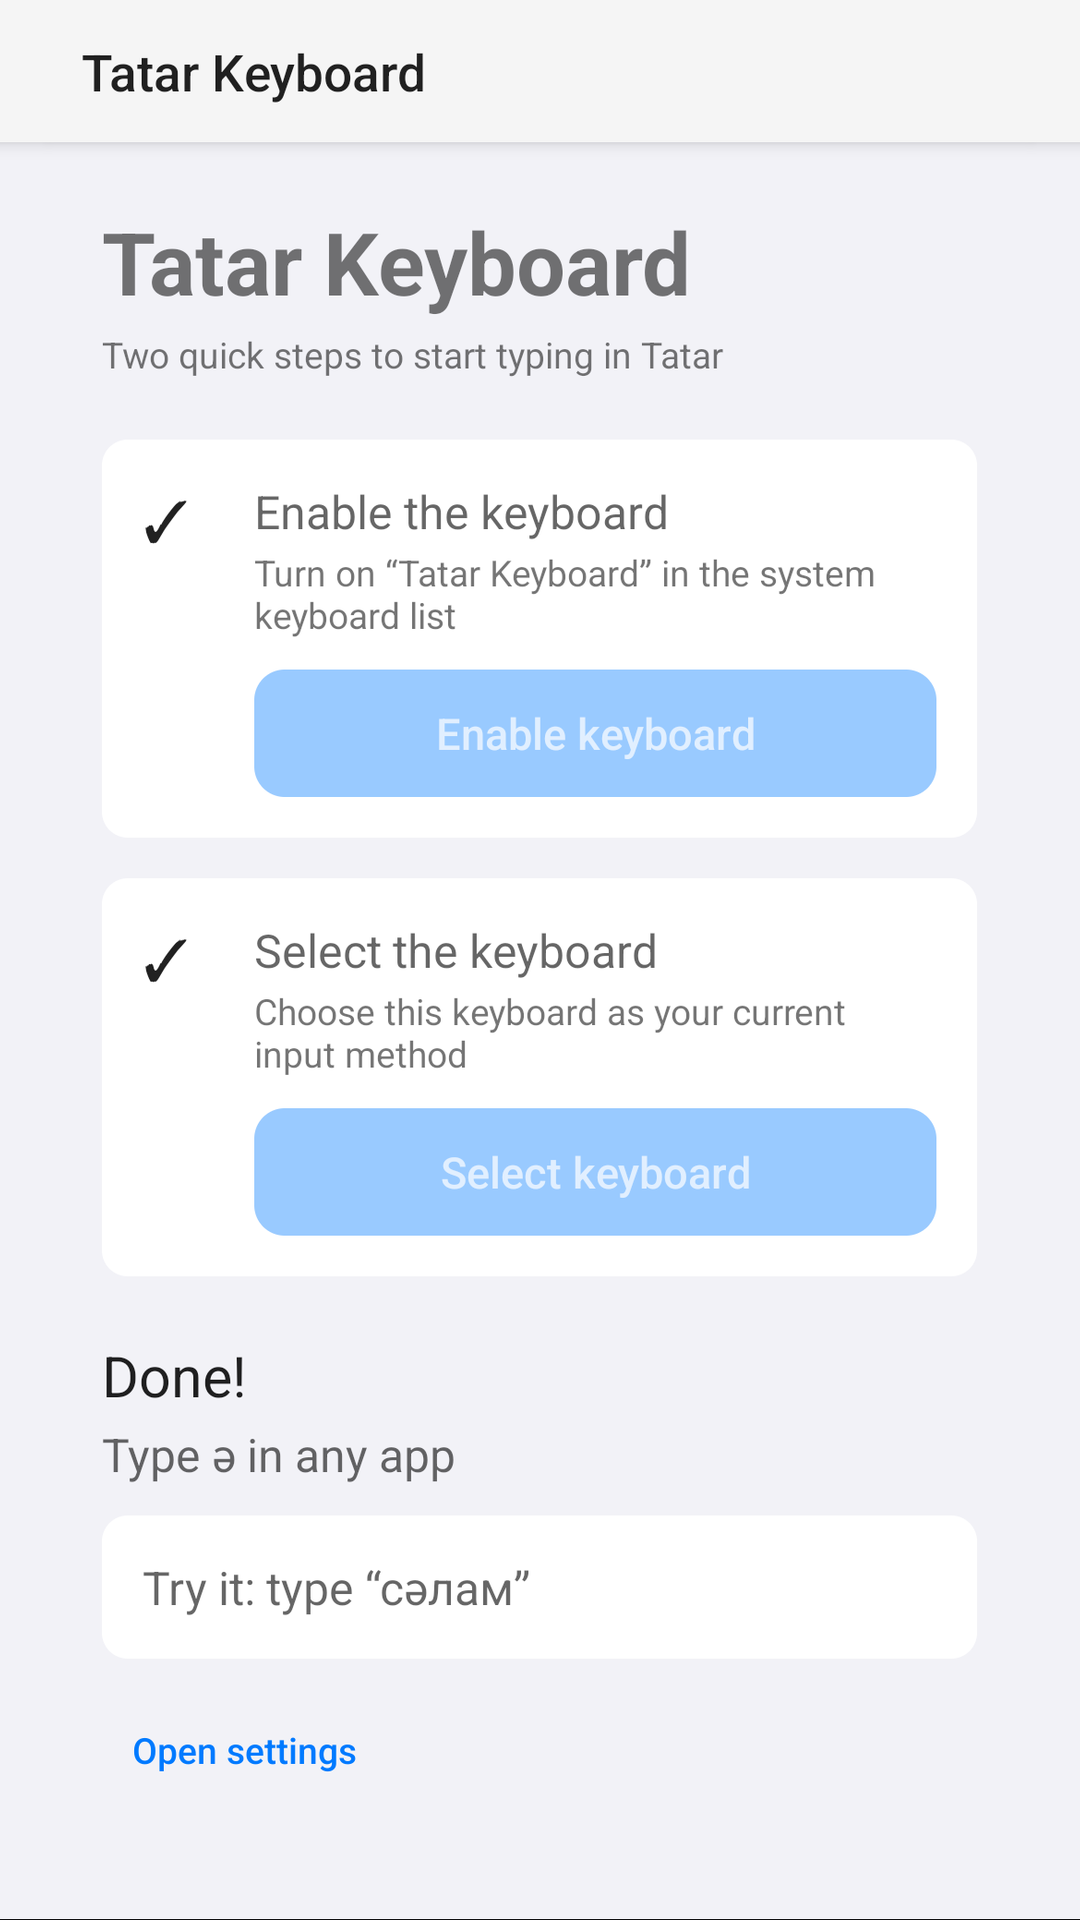 Tatar Keyboard
Tatar Keyboard
Two quick steps to start typing in Tatar
✓
Enable the keyboard
Turn on “Tatar Keyboard” in the system
keyboard list
Enable keyboard
✓
Select the keyboard
Choose this keyboard as your current
input method
Select keyboard
Done!
Type ә in any app
Try it: type “сәлам”
Open settings